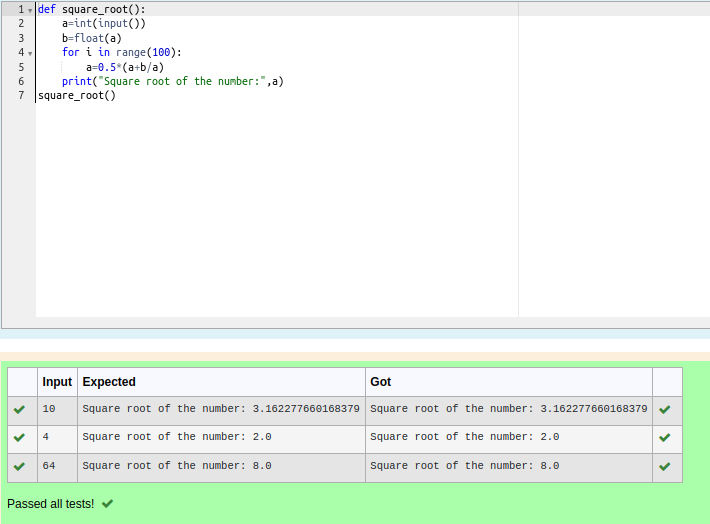 1 def square_root():
2 a=int(input())
3 b=float(a)
4 for i in range(100):
5 a=0.5*(a+b/a)
6 print("Square root of the number:",a)
7 square_root()
Input Expected Got
10 Square root of the number: 3.162277660168379 Square root of the number: 3.162277660168379
4 Square root of the number: 2.0 Square root of the number: 2.0
64 Square root of the number: 8.0 Square root of the number: 8.0
Passed all tests!